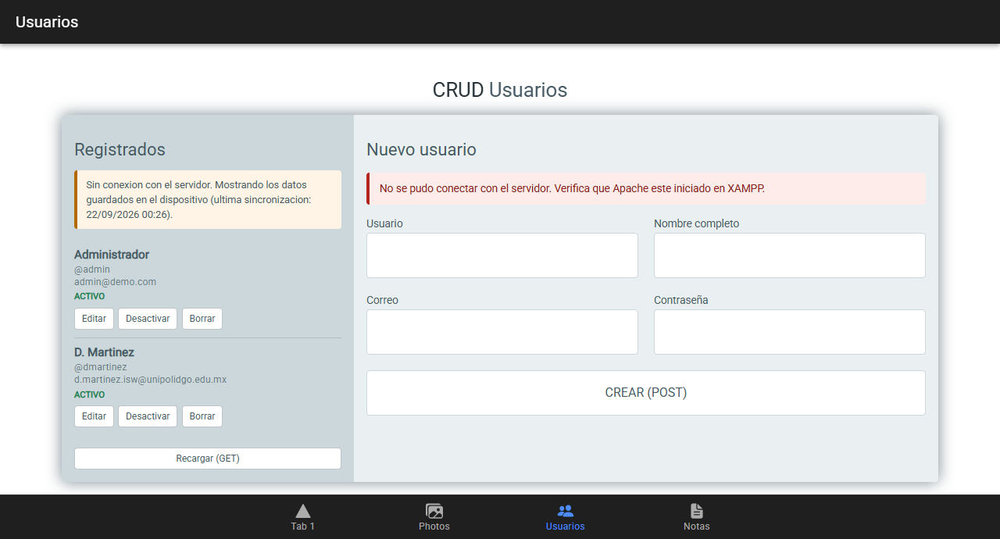 Usuarios
CRUD Usuarios
Registrados
Sin conexion con el servidor. Mostrando los datos
guardados en el dispositivo (ultima sincronizacion:
22/09/2026 00:26).
Administrador
@admin
admin@demo.com
ACTIVO
Editar Desactivar Borrar
D. Martinez
@dmartinez
d.martinez.isw@unipolidgo.edu.mx
ACTIVO
Editar Desactivar Borrar
Recargar (GET)
Nuevo usuario
No se pudo conectar con el servidor. Verifica que Apache este iniciado en XAMPP.
Usuario Nombre completo
Correo Contraseña
CREAR (POST)
Tab 1 Photos Usuarios Notas